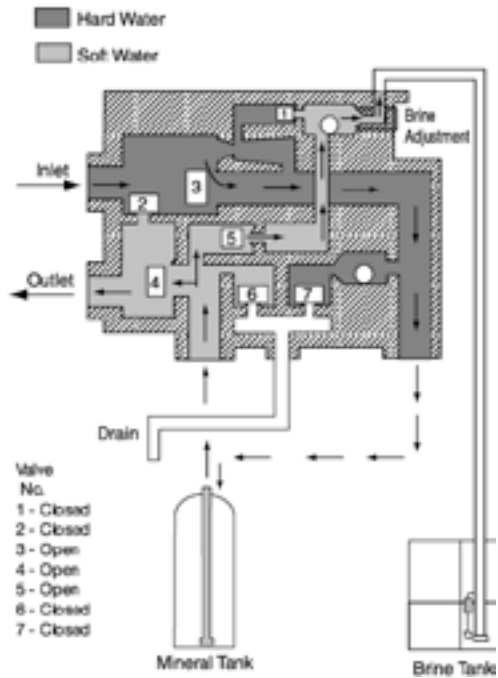 Hard Water
Soft Water
1
Brine
Adjustment
Inlet
3
2
5
Outlet
4
6
7
Drain
Valve
No.
1 - Closed
2 - Closed
3 - Open
4 - Open
5 - Open
6 - Closed
7 - Closed
Mineral Tank
Brine Tank